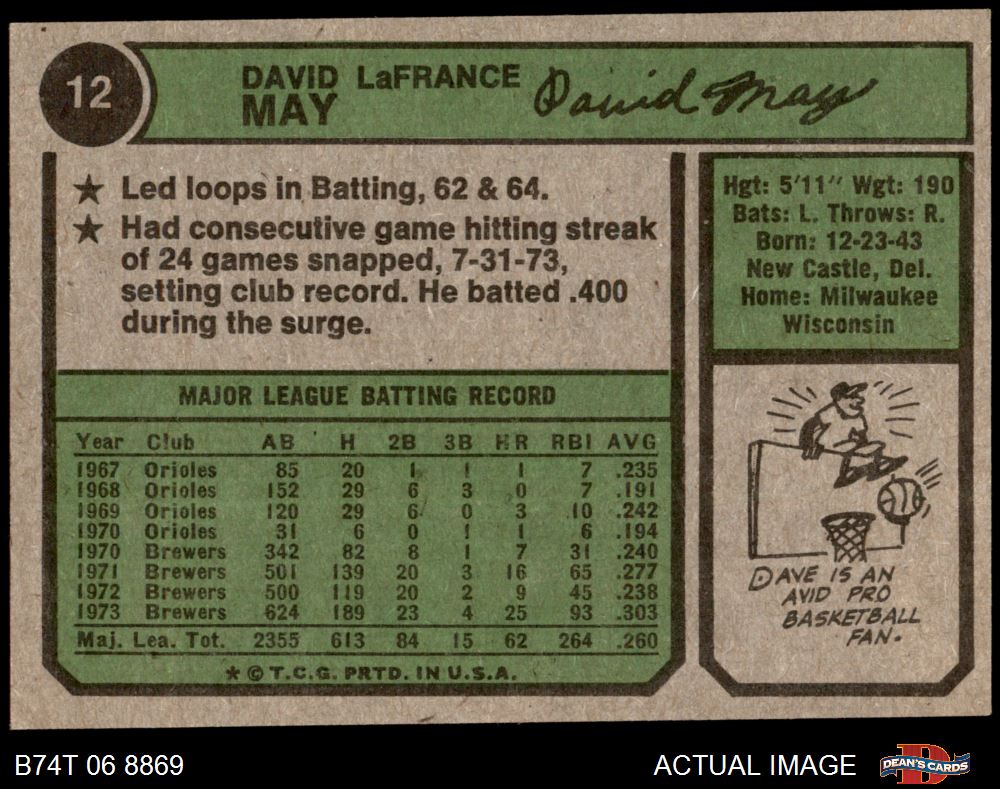 12
DAVID LaFRANCE
MAY
David May
★ Led loops in Batting, 62 & 64.
★ Had consecutive game hitting streak
of 24 games snapped, 7-31-73,
setting club record. He batted .400
during the surge.
Hgt: 5'11" Wgt: 190
Bats: L. Throws: R.
Born: 12-23-43
New Castle, Del.
Home: Milwaukee
Wisconsin
MAJOR LEAGUE BATTING RECORD
Year Club AB H 2B 3B HR RBI AVG
1967 Orioles 85 20 1 1 1 7 .235
1968 Orioles 152 29 6 3 0 7 .191
1969 Orioles 120 29 6 0 3 10 .242
1970 Orioles 31 6 0 1 1 6 .194
1970 Brewers 342 82 8 1 7 31 .240
1971 Brewers 501 139 20 3 16 65 .277
1972 Brewers 500 119 20 2 9 45 .238
1973 Brewers 624 189 23 4 25 93 .303
Maj. Lea. Tot. 2355 613 84 15 62 264 .260
★ © T.C.G. PRTD. IN U.S.A.
DAVE IS AN
AVID PRO
BASKETBALL
FAN.
B74T 06 8869
ACTUAL IMAGE
DEAN'S CARDS